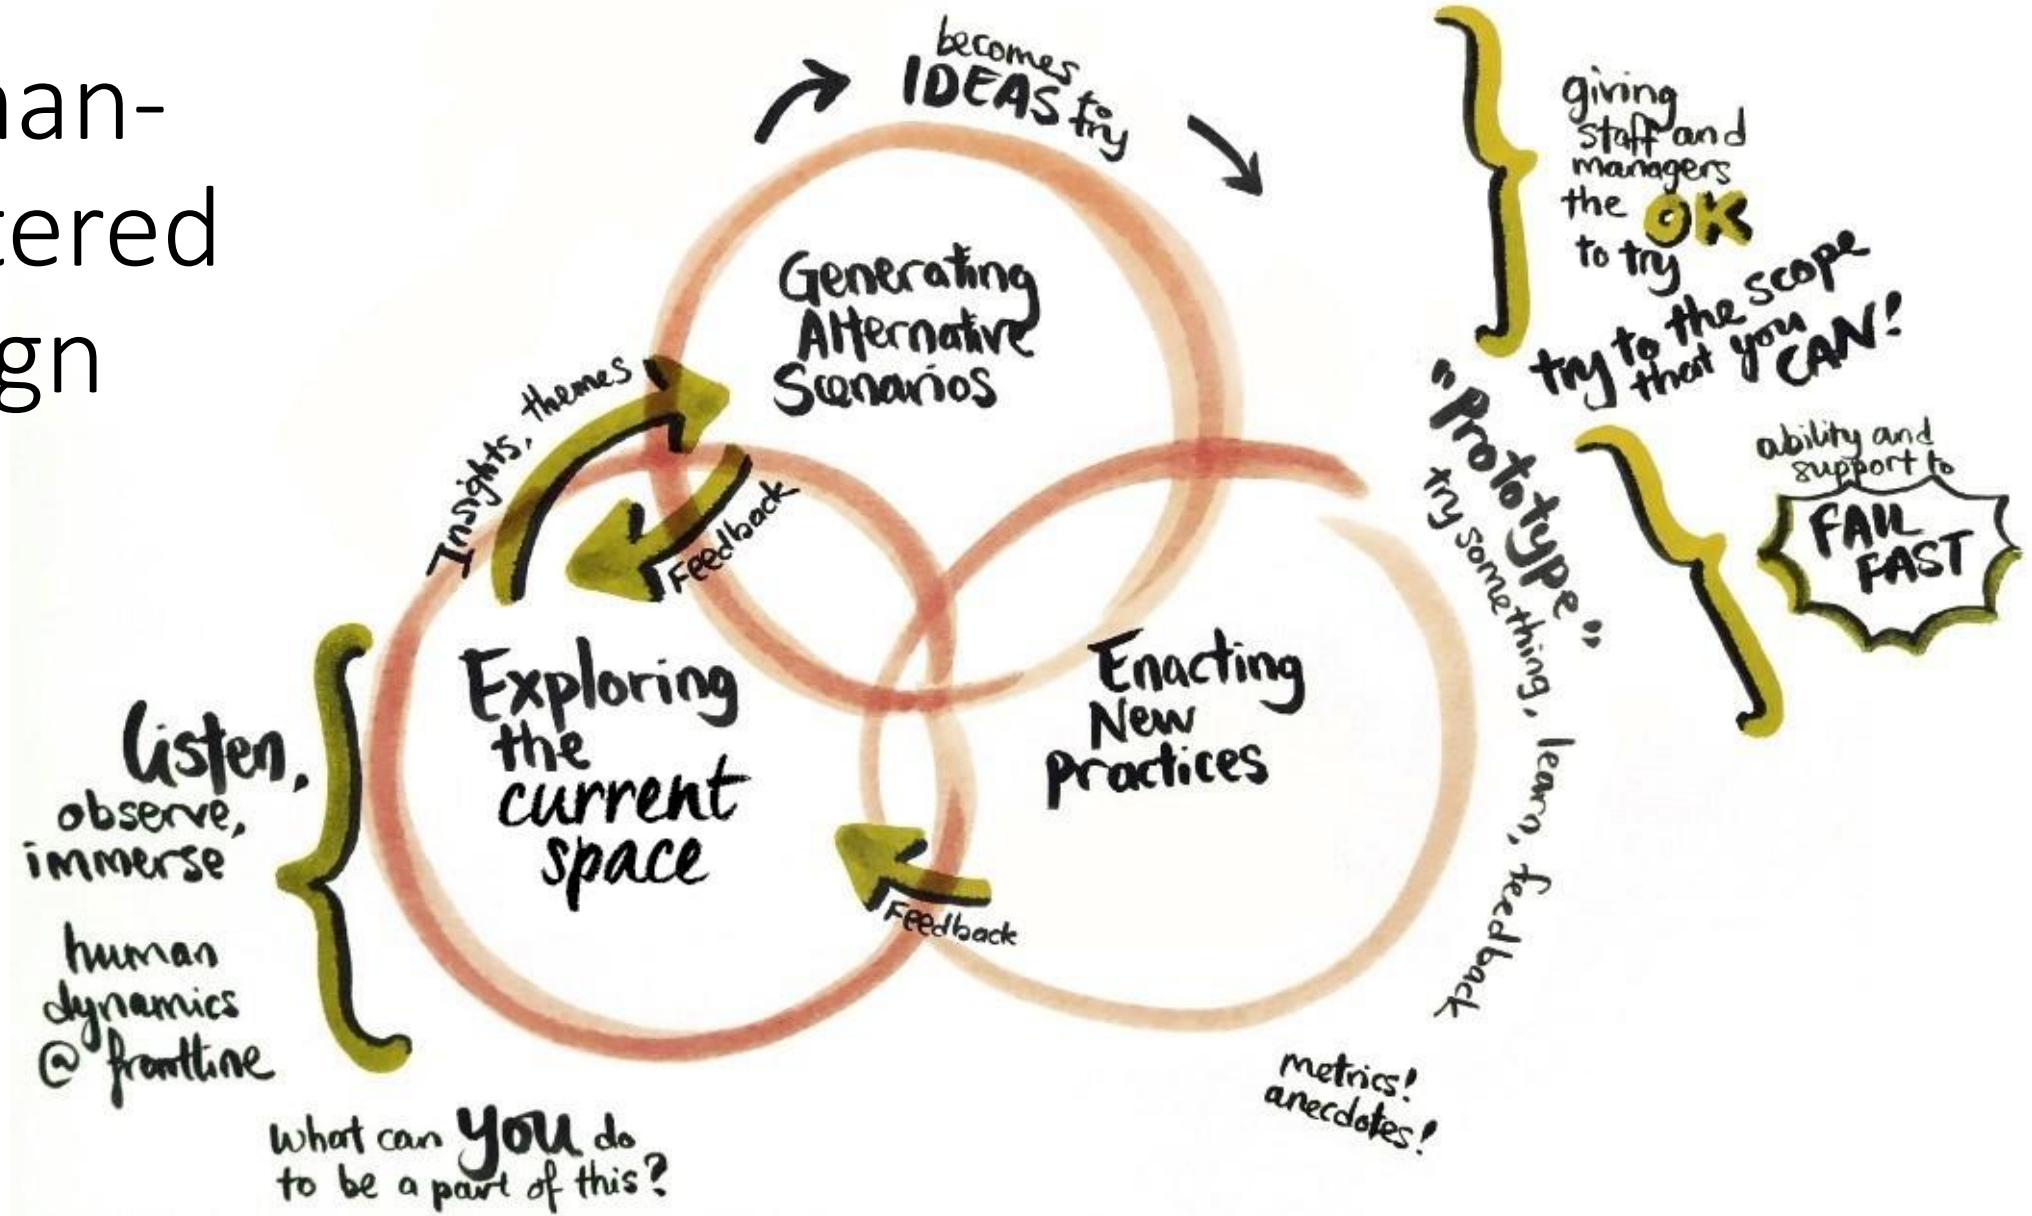 nan-
tered
gn
becomes
IDEAS to
try
giving
staff and
managers
the OK
to try
try to the scope
that you
CAN!
Generating
Alternative
Scenarios
Insights, themes
Feedback
"Prototype"
try something, learn, feedback
ability and
support to
FAIL
FAST
Exploring
the
current
space
Enacting
New
practices
Feedback
listen,
observe,
immerse
human
dynamics
@ frontline
metrics!
anecdotes!
What can you do
to be a part of this?